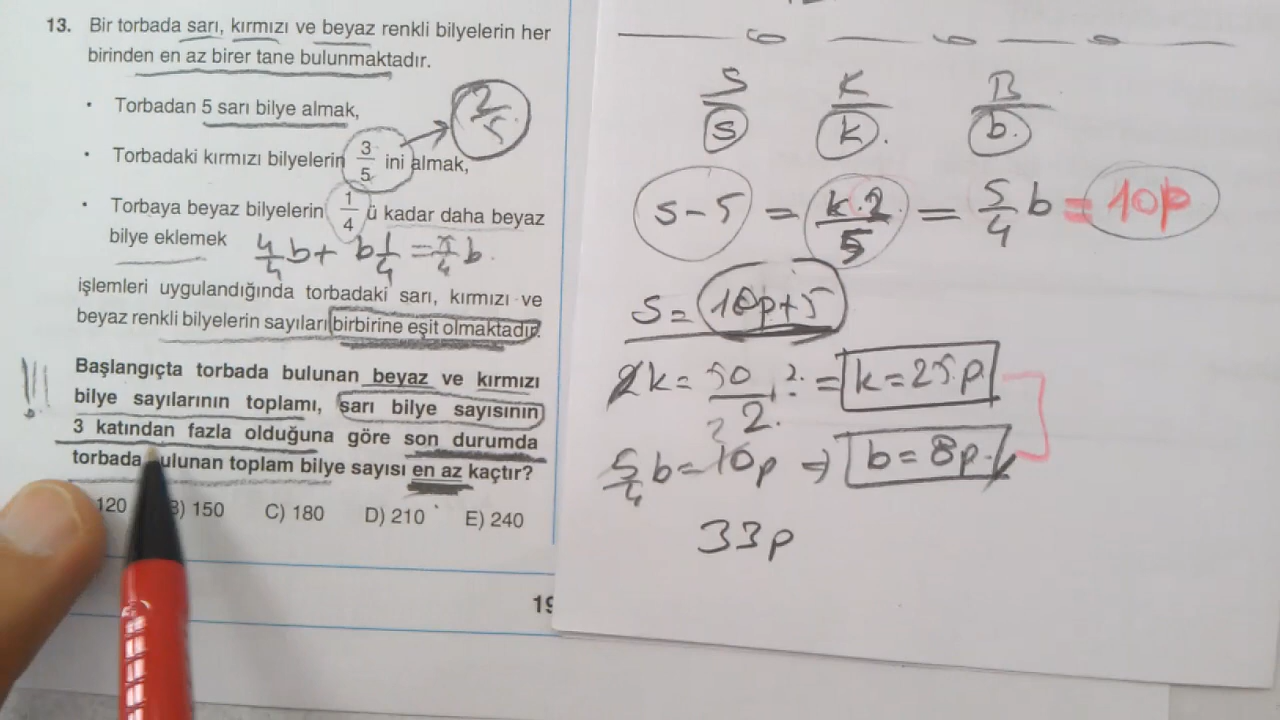 13. Bir torbada sarı, kırmızı ve beyaz renkli bilyelerin her
birinden en az birer tane bulunmaktadır.
• Torbadan 5 sarı bilye almak,
2/5
• Torbadaki kırmızı bilyelerin 3/5 ini almak,
• Torbaya beyaz bilyelerin 1/4 ü kadar daha beyaz
bilye eklemek
4/4 b + b 1/4 = 5/4 b.
işlemleri uygulandığında torbadaki sarı, kırmızı ve
beyaz renkli bilyelerin sayıları birbirine eşit olmaktadır.
!!! Başlangıçta torbada bulunan beyaz ve kırmızı
bilye sayılarının toplamı, sarı bilye sayısının
3 katından fazla olduğuna göre son durumda
torbada bulunan toplam bilye sayısı en az kaçtır?
120 B) 150 C) 180 D) 210 E) 240
19
S K B
s k. b.
s - 5 = k.2/5 = 5/4 b = 10p
s = 10p+5
2k = 50/2 = k = 25.p
5/4 b = 10p ⇒ b = 8p.
33p